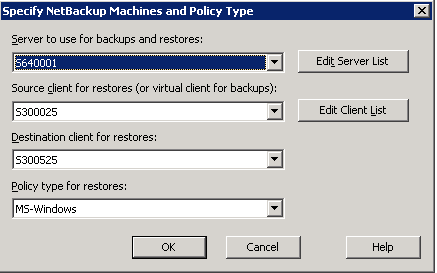 Specify NetBackup Machines and Policy Type
Server to use for backups and restores:
S640001
Edit Server List
Source client for restores (or virtual client for backups):
S300025
Edit Client List
Destination client for restores:
S300525
Policy type for restores:
MS-Windows
OK Cancel Help